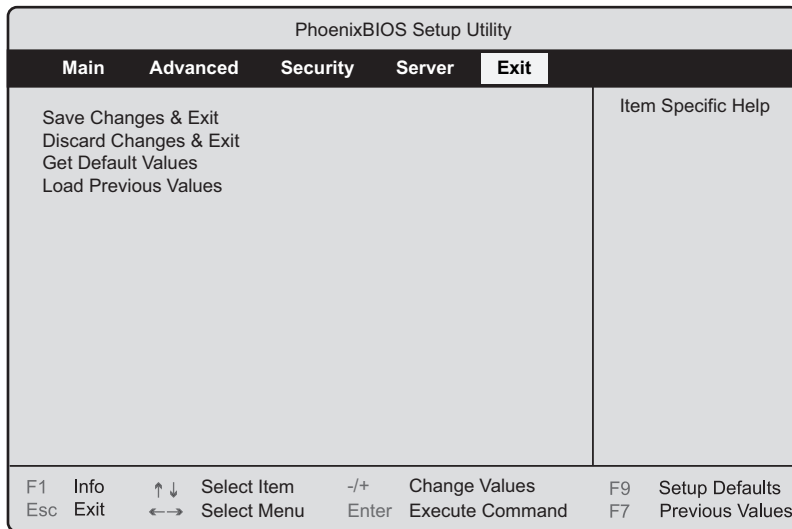 PhoenixBIOS Setup Utility
Main Advanced Security Server Exit
Save Changes & Exit
Discard Changes & Exit
Get Default Values
Load Previous Values
Item Specific Help
F1 Info ↑↓ Select Item -/+ Change Values F9 Setup Defaults
Esc Exit ←→ Select Menu Enter Execute Command F7 Previous Values